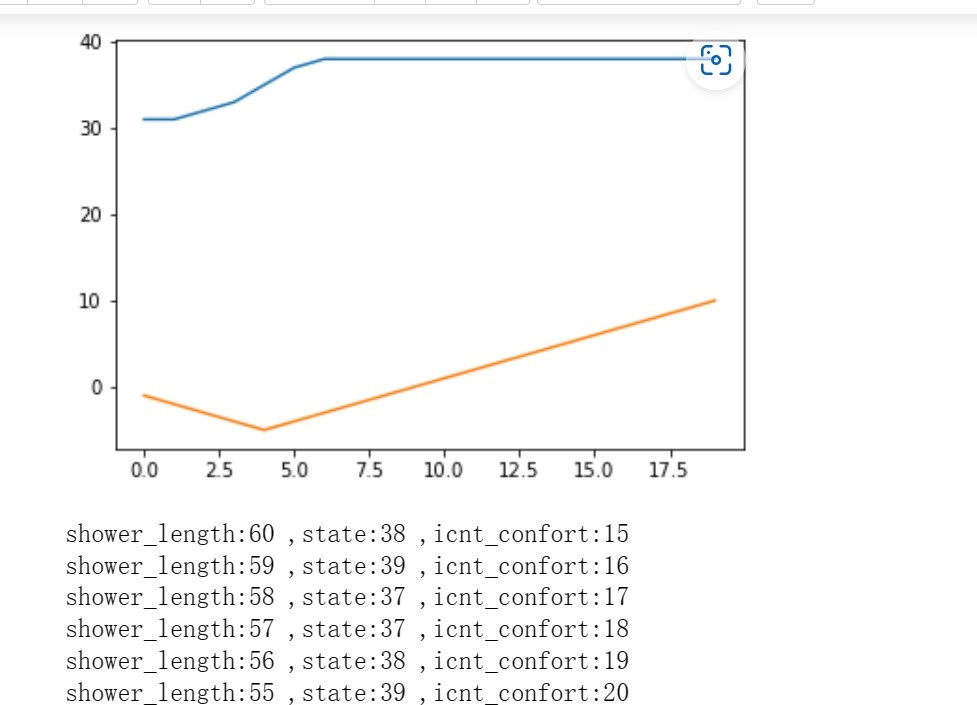 40
30
20
10
0
0.0 2.5 5.0 7.5 10.0 12.5 15.0 17.5
shower_length:60 ,state:38 ,icnt_confort:15
shower_length:59 ,state:39 ,icnt_confort:16
shower_length:58 ,state:37 ,icnt_confort:17
shower_length:57 ,state:37 ,icnt_confort:18
shower_length:56 ,state:38 ,icnt_confort:19
shower_length:55 ,state:39 ,icnt_confort:20